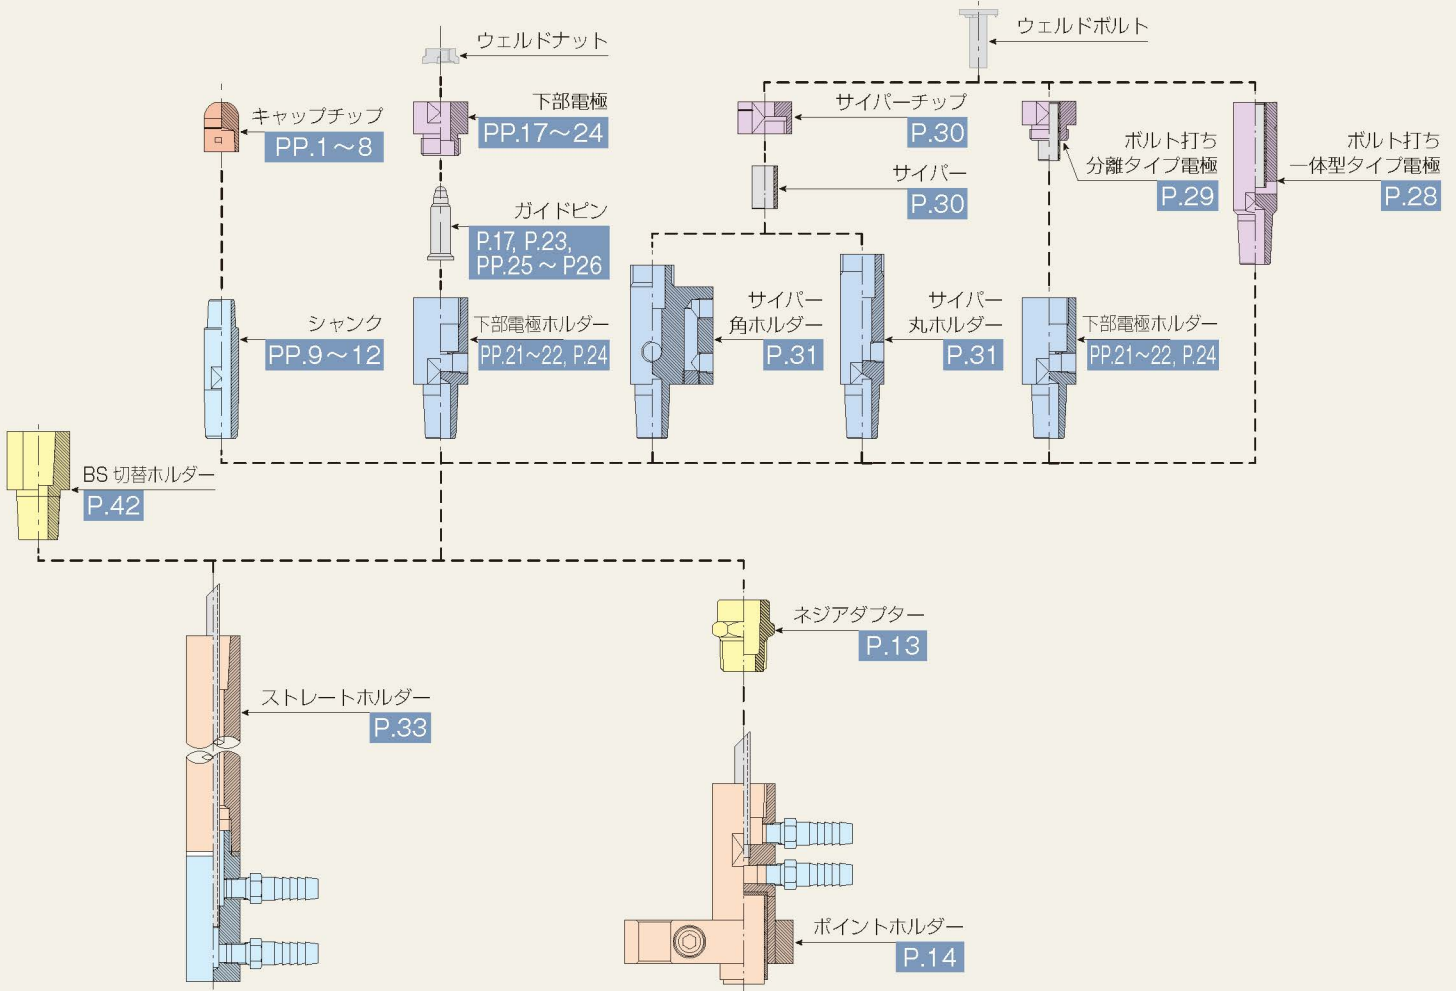 ウェルドナット
ウェルドボルト
キャップチップ
PP.1～8
下部電極
PP.17～24
サイパーチップ
P.30
ボルト打ち
分離タイプ電極
P.29
ボルト打ち
一体型タイプ電極
P.28
サイパー
P.30
ガイドピン
P.17, P.23,
PP.25 ～ P26
シャンク
PP.9～12
下部電極ホルダー
PP.21～22, P.24
サイパー
角ホルダー
P.31
サイパー
丸ホルダー
P.31
下部電極ホルダー
PP.21～22, P.24
BS 切替ホルダー
P.42
ネジアダプター
P.13
ストレートホルダー
P.33
ポイントホルダー
P.14